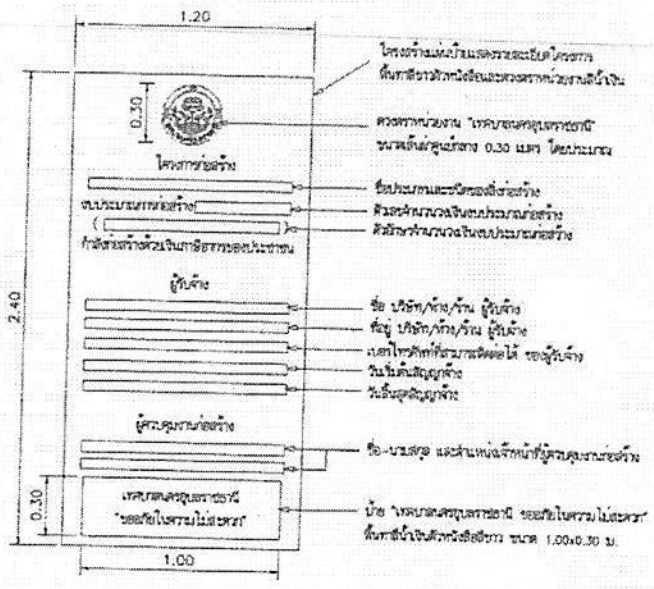 1.20
โครงสร้างแผ่นป้ายแสดงรายละเอียดโครงการ
พื้นทาสีขาวตัวหนังสือและดวงตราหน่วยงานสีน้ำเงิน
0.30
ดวงตราหน่วยงาน "เทศบาลนครอุบลราชธานี"
ขนาดเส้นผ่าศูนย์กลาง 0.30 เมตร โดยประมาณ
โครงการก่อสร้าง
ชื่อประเภทและชนิดของสิ่งก่อสร้าง
งบประมาณการก่อสร้าง
ตัวเลขจำนวนวงเงินงบประมาณก่อสร้าง
( )
ตัวอักษรจำนวนวงเงินงบประมาณก่อสร้าง
กำลังก่อสร้างด้วยเงินภาษีอากรของประชาชน
ผู้รับจ้าง
2.40
ชื่อ บริษัท/ห้าง/ร้าน ผู้รับจ้าง
ที่อยู่ บริษัท/ห้าง/ร้าน ผู้รับจ้าง
เบอร์โทรศัพท์ที่สามารถติดต่อได้ ของผู้รับจ้าง
วันเริ่มต้นสัญญาจ้าง
วันสิ้นสุดสัญญาจ้าง
ผู้ควบคุมงานก่อสร้าง
ชื่อ-นามสกุล และตำแหน่งเจ้าหน้าที่ผู้ควบคุมงานก่อสร้าง
0.30
เทศบาลนครอุบลราชธานี
"ขออภัยในความไม่สะดวก"
ป้าย "เทศบาลนครอุบลราชธานี ขออภัยในความไม่สะดวก"
พื้นทาสีน้ำเงินตัวหนังสือสีขาว ขนาด 1.00x0.30 ม.
1.00